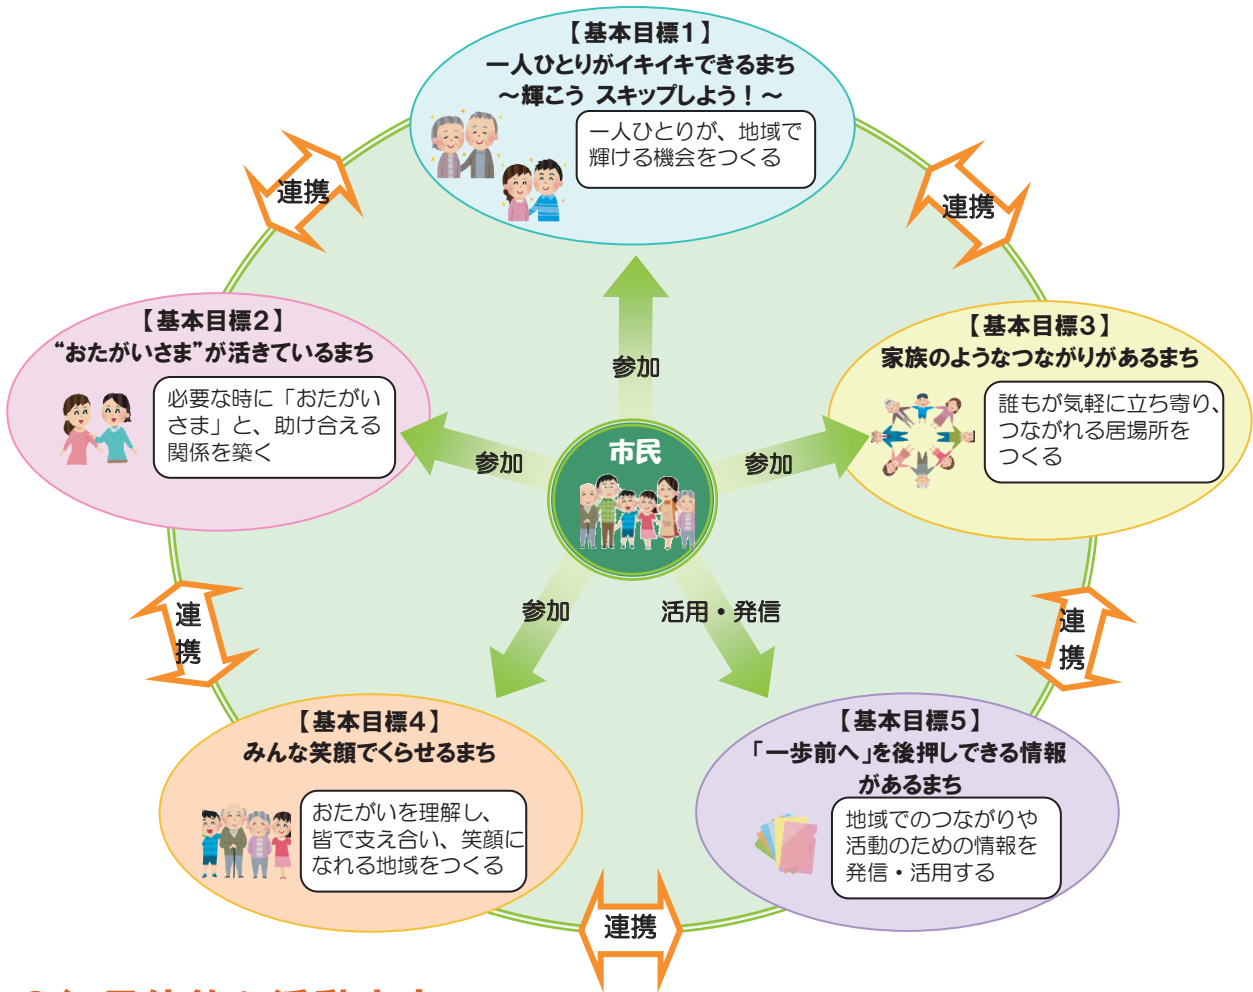 【基本目標1】
一人ひとりがイキイキできるまち
～輝こう スキップしよう！～
一人ひとりが、地域で
輝ける機会をつくる
連携
連携
【基本目標2】
“おたがいさま”が活きているまち
必要な時に「おたがい
さま」と、助け合える
関係を築く
【基本目標3】
家族のようなつながりがあるまち
誰もが気軽に立ち寄り、
つながれる居場所を
つくる
参加
市民
参加
参加
参加
活用・発信
連
携
連
携
【基本目標4】
みんな笑顔でくらせるまち
おたがいを理解し、
皆で支え合い、笑顔に
なれる地域をつくる
【基本目標5】
「一歩前へ」を後押しできる情報
があるまち
地域でのつながりや
活動のための情報を
発信・活用する
連携